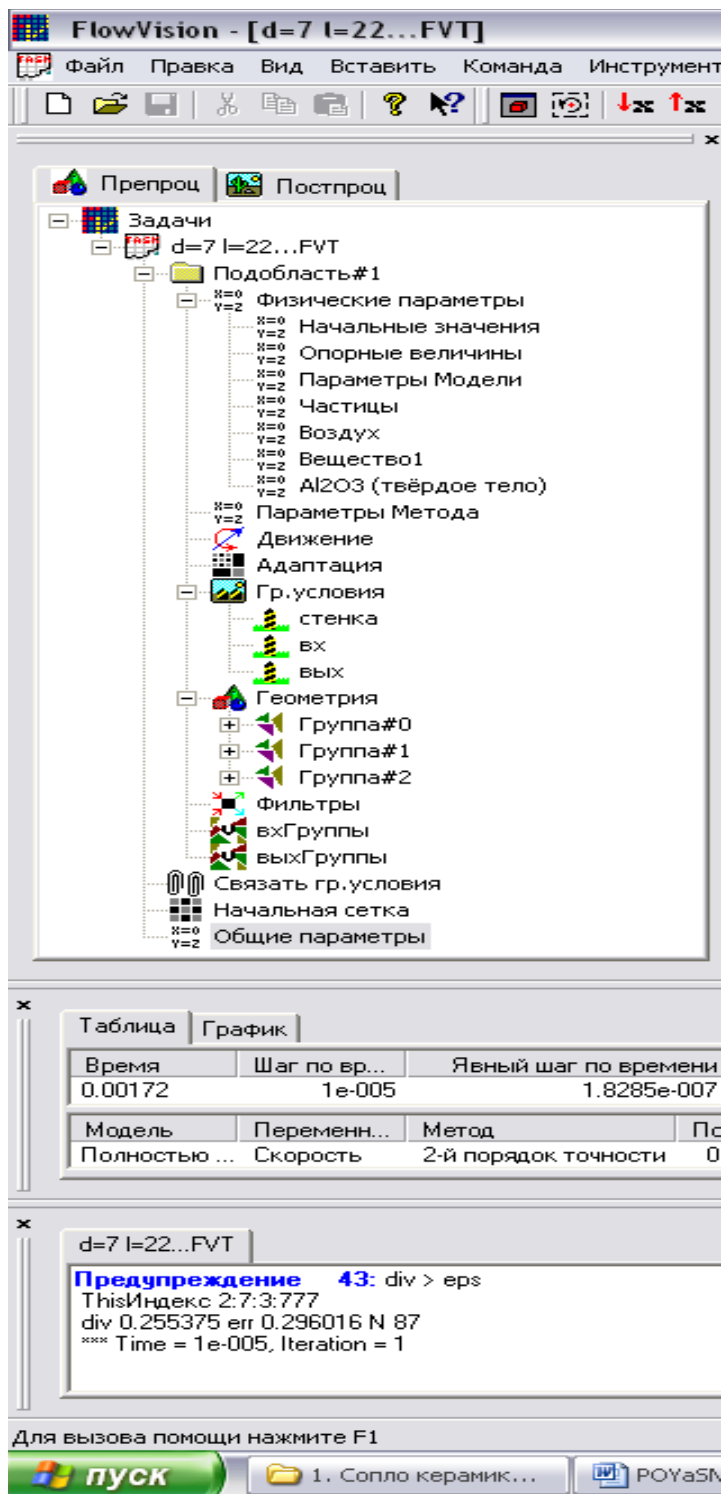 FlowVision - [d=7 l=22...FVT]
Файл Правка Вид Вставить Команда Инструмент
Препроц Постпроц
Задачи
d=7 l=22...FVT
Подобласть#1
Физические параметры
Начальные значения
Опорные величины
Параметры Модели
Частицы
Воздух
Вещество1
Al2O3 (твёрдое тело)
Параметры Метода
Движение
Адаптация
Гр.условия
стенка
вх
вых
Геометрия
Группа#0
Группа#1
Группа#2
Фильтры
вхГруппы
выхГруппы
Связать гр.условия
Начальная сетка
Общие параметры
Таблица График
Время Шаг по вр... Явный шаг по времени
0.00172 1e-005 1.8285e-007
Модель Переменн... Метод По
Полностью ... Скорость 2-й порядок точности 0
d=7 l=22...FVT
Предупреждение 43: div > eps
ThisИндекс 2:7:3:777
div 0.255375 err 0.296016 N 87
*** Time = 1e-005, Iteration = 1
Для вызова помощи нажмите F1
пуск 1. Сопло керамик... POYaSN